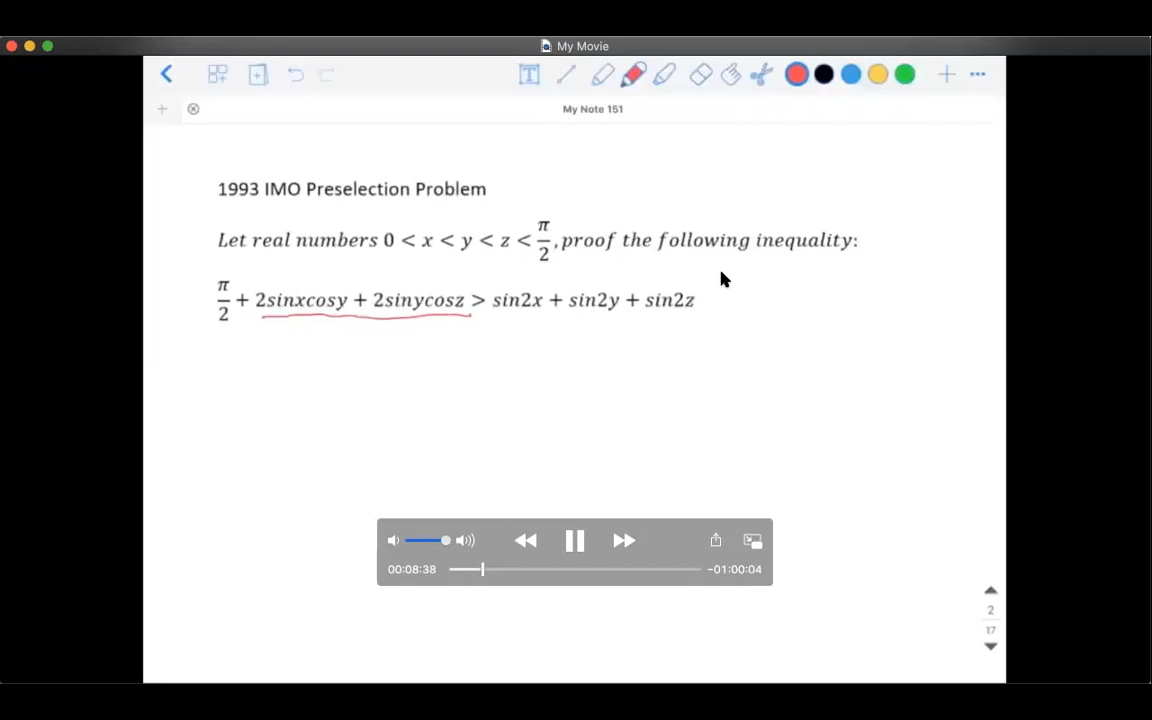 My Movie
My Note 151
1993 IMO Preselection Problem
Let real numbers 0 < x < y < z < π/2, proof the following inequality:
π/2 + 2sinxcosy + 2sinycosz > sin2x + sin2y + sin2z
00:08:38 -01:00:04
2
17